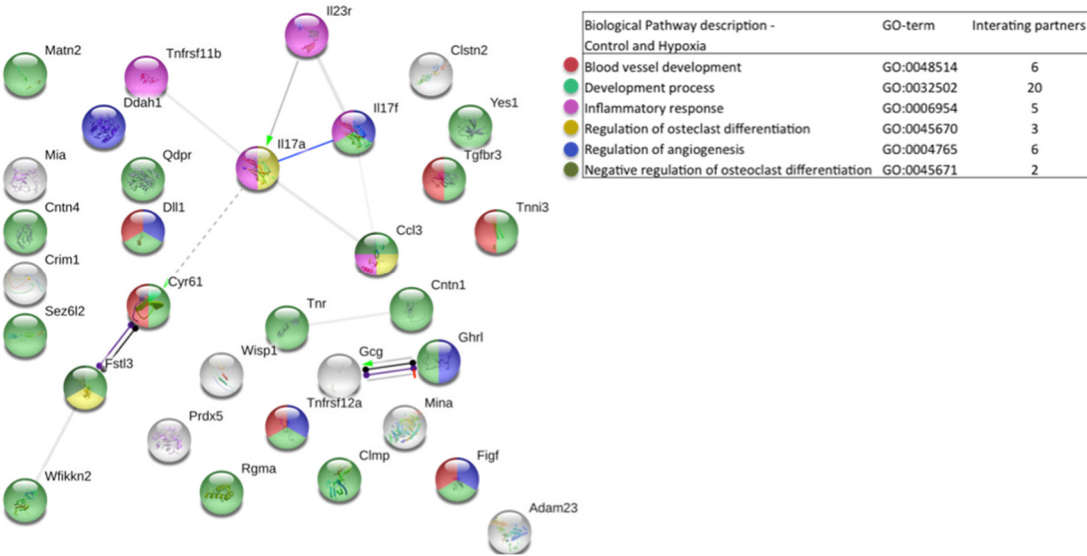 Il23r
Matn2
Tnfrsf11b
Clstn2
Ddah1
Il17f
Yes1
Il17a
Mia
Qdpr
Tgfbr3
Cntn4
Dll1
Tnni3
Ccl3
Crim1
Cyr61
Cntn1
Sez6l2
Tnr
Ghrl
Wisp1
Gcg
Fstl3
Tnfrsf12a
Mina
Prdx5
Clmp
Figf
Wfikkn2
Rgma
Adam23
Biological Pathway description - GO-term Interating partners
Control and Hypoxia
Blood vessel development GO:0048514 6
Development process GO:0032502 20
Inflammatory response GO:0006954 5
Regulation of osteclast differentiation GO:0045670 3
Regulation of angiogenesis GO:0004765 6
Negative regulation of osteoclast differentiation GO:0045671 2